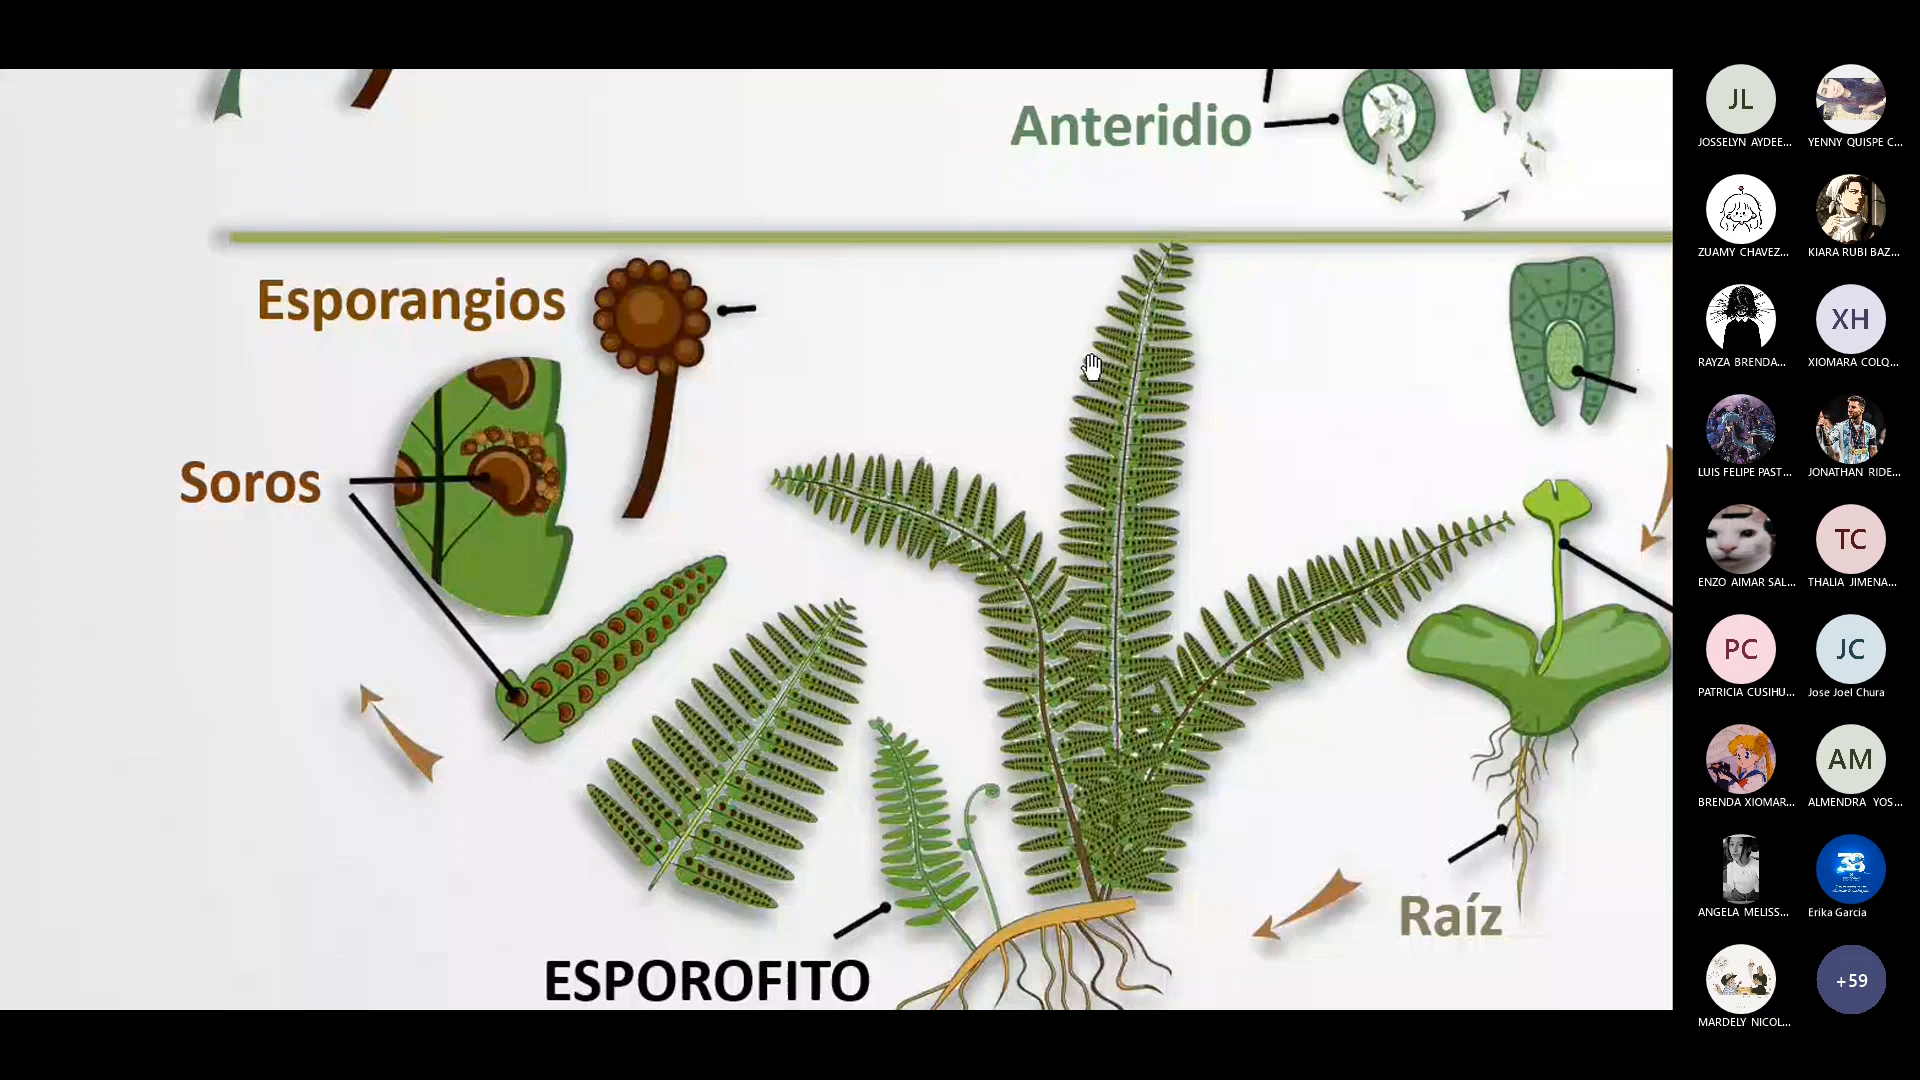 Anteridio
Esporangios
Soros
Raíz
ESPOROFITO
JL
JOSSELYN AYDEE...
YENNY QUISPE C...
ZUAMY CHAVEZ...
KIARA RUBI BAZ...
RAYZA BRENDA...
XH
XIOMARA COLQ...
LUIS FELIPE PAST...
JONATHAN RIDE...
ENZO AIMAR SAL...
TC
THALIA JIMENA...
PC
PATRICIA CUSIHU...
JC
Jose Joel Chura
BRENDA XIOMAR...
AM
ALMENDRA YOS...
ANGELA MELISS...
Erika Garcia
MARDELY NICOL...
+59